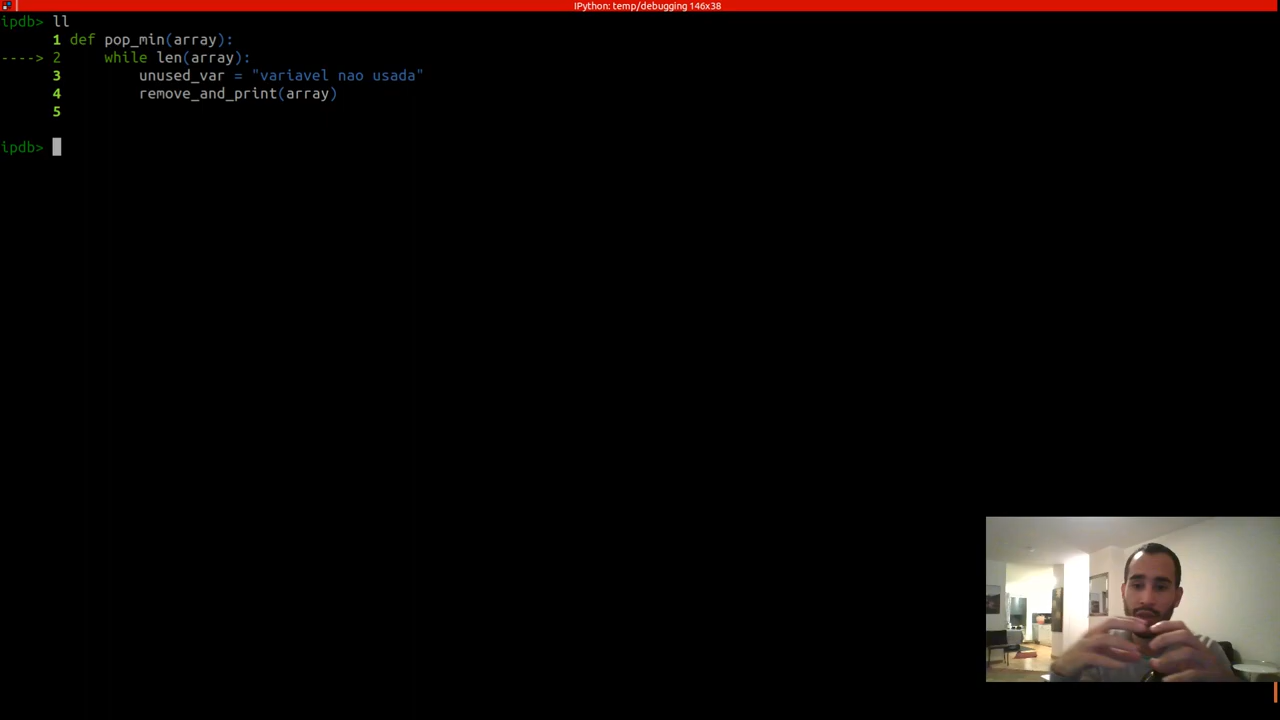 IPython: temp/debugging 146x38
ipdb> ll
1 def pop_min(array):
----> 2     while len(array):
3         unused_var = "variavel nao usada"
4         remove_and_print(array)
5
ipdb>